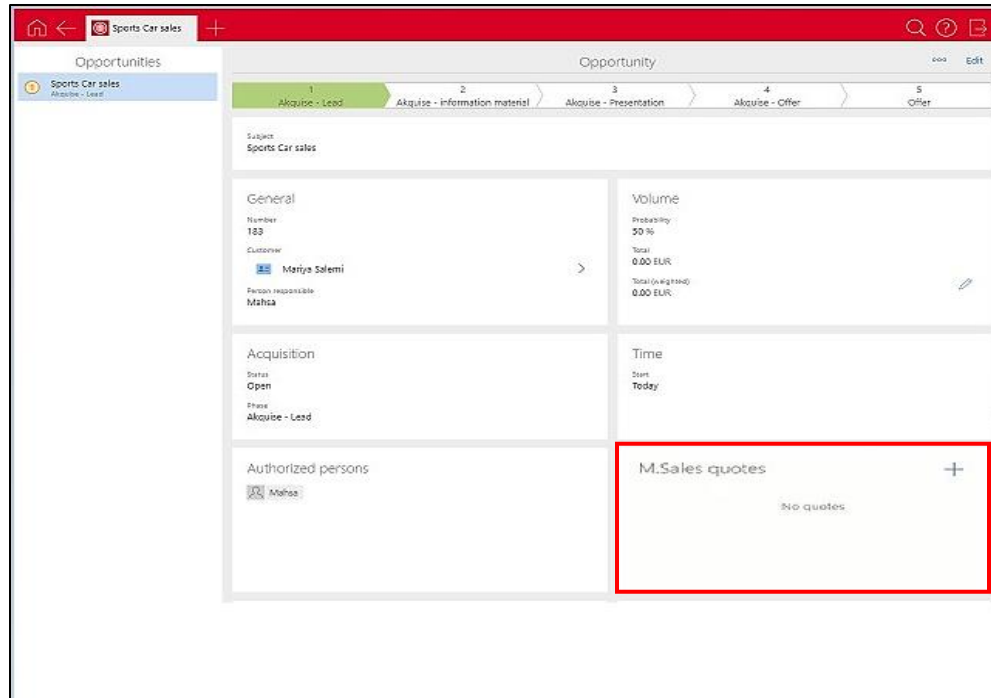 Sports Car sales
Opportunities
Sports Car sales
Akquise - Lead
Opportunity
Edit
1
Akquise - Lead
2
Akquise - information material
3
Akquise - Presentation
4
Akquise - Offer
5
Offer
Subject
Sports Car sales
General
Number
183
Customer
Mariya Salemi
Person responsible
Mahsa
Volume
Probability
50 %
Total
0.00 EUR
Total (weighted)
0.00 EUR
Acquisition
Status
Open
Phase
Akquise - Lead
Time
Start
Today
Authorized persons
Mahsa
M.Sales quotes
No quotes